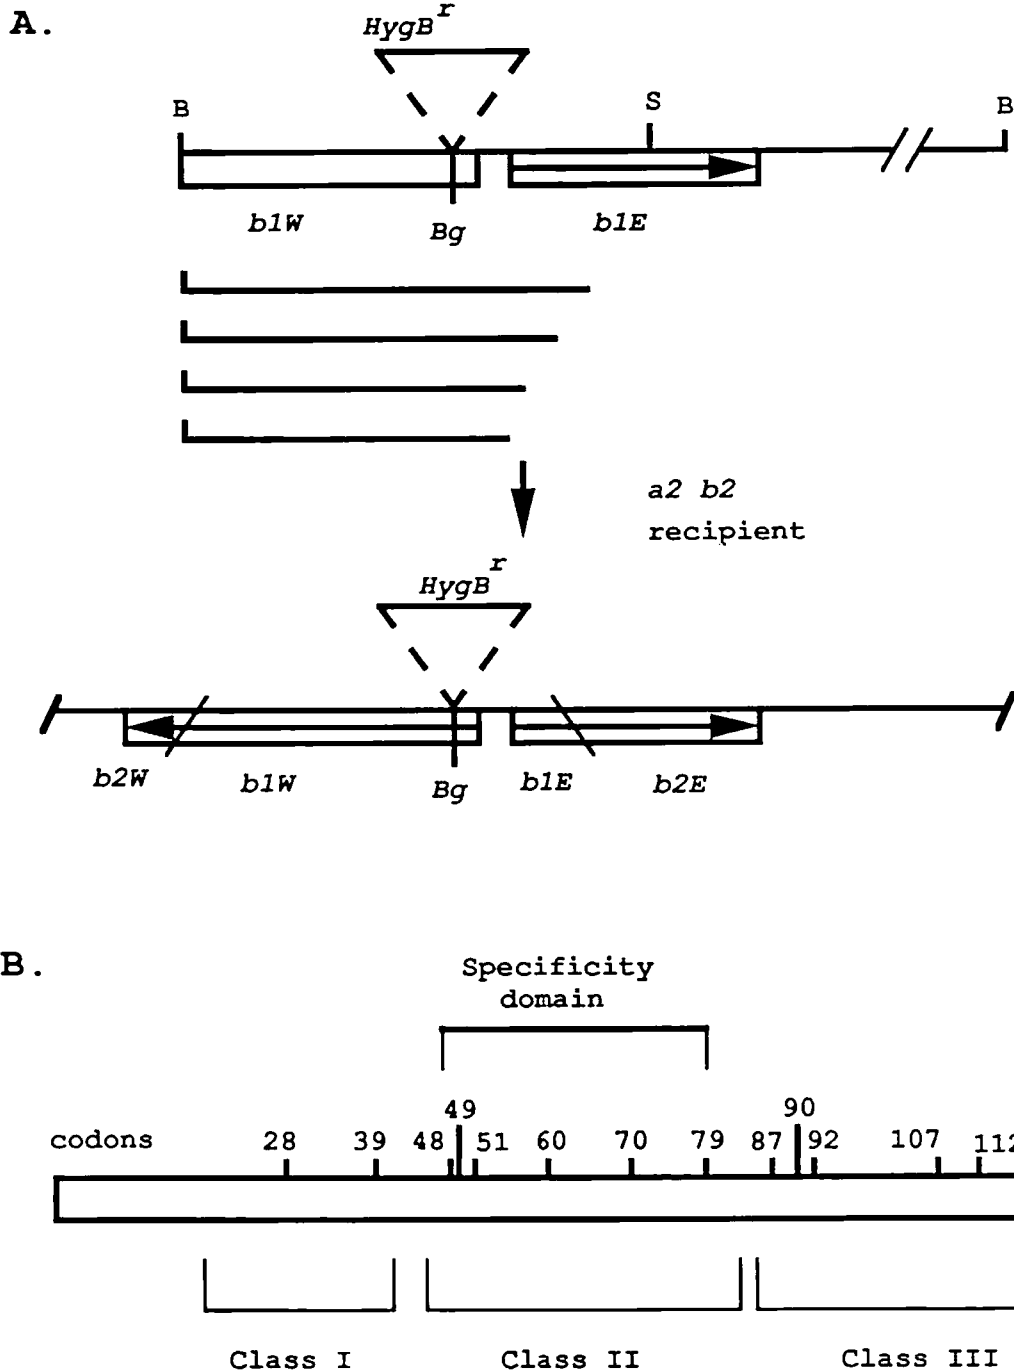 A.
HygB^r
B S B
b1W Bg b1E
a2 b2
recipient
HygB^r
b2W b1W Bg b1E b2E
B.
Specificity
domain
49 90
codons 28 39 48 51 60 70 79 87 92 107 112
Class I Class II Class III